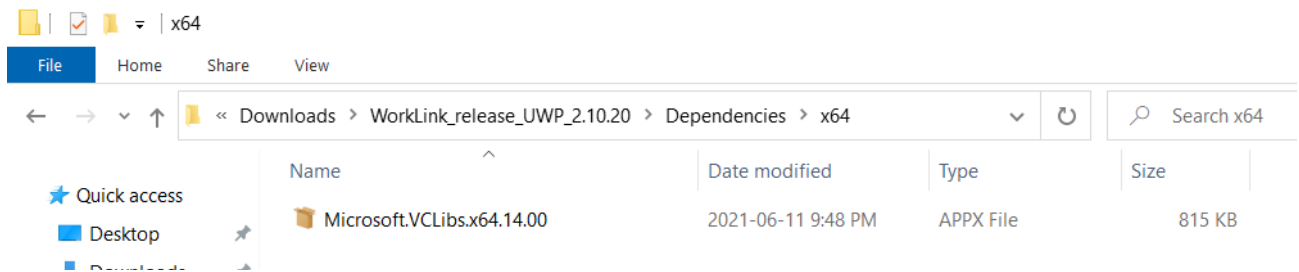 x64
File Home Share View
« Downloads > WorkLink_release_UWP_2.10.20 > Dependencies > x64 Search x64
Name Date modified Type Size
Quick access
Microsoft.VCLibs.x64.14.00 2021-06-11 9:48 PM APPX File 815 KB
Desktop
Downloads